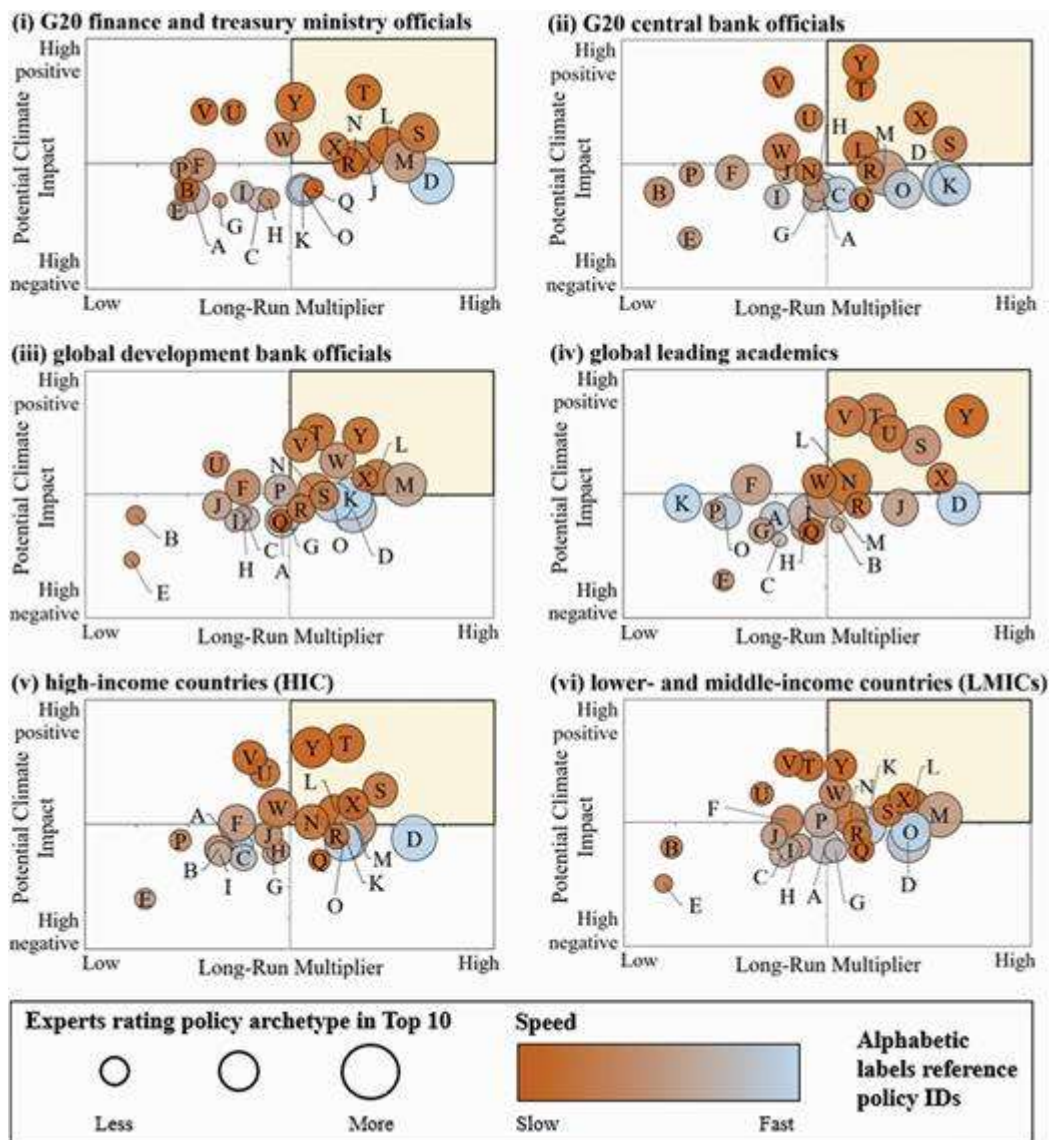 (i) G20 finance and treasury ministry officials
High
positive
Potential Climate
Impact
High
negative
V U Y T N L S
W X R M
P F D
B I J
E A G C H K O Q
Low
Long-Run Multiplier
High
(ii) G20 central bank officials
High
positive
Potential Climate
Impact
High
negative
V Y T
U H X
M D S
W L
P F J N R
B I C Q O K
E G A
Low
Long-Run Multiplier
High
(iii) global development bank officials
High
positive
Potential Climate
Impact
High
negative
V T Y
U N W L
F P S X M
J R K
B I Q
E H C A G O D
Low
Long-Run Multiplier
High
(iv) global leading academics
High
positive
Potential Climate
Impact
High
negative
V T Y
U S
L
F W N X
K P A I R J D
O G Q M
E C H B
Low
Long-Run Multiplier
High
(v) high-income countries (HIC)
High
positive
Potential Climate
Impact
High
negative
V Y T
U L S
A W X
F N
P J R D
C H Q M
B I G K
E O
Low
Long-Run Multiplier
High
(vi) lower- and middle-income countries (LMICs)
High
positive
Potential Climate
Impact
High
negative
V T Y K L
U W N X
F P S M
J R O
B I Q
E C H A G D
Low
Long-Run Multiplier
High
Experts rating policy archetype in Top 10
Less
More
Speed
Slow
Fast
Alphabetic
labels reference
policy IDs